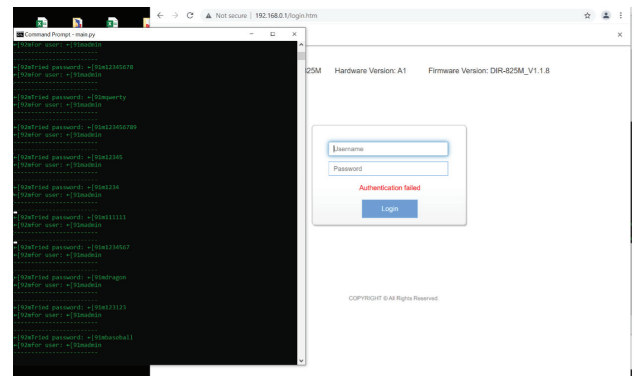 Not secure | 192.168.0.1/login.htm
Command Prompt - main.py
←[92mfor user: ←[91madmin
------------------------
←[92mTried password: ←[91m12345678
←[92mfor user: ←[91madmin
------------------------
←[92mTried password: ←[91mqwerty
←[92mfor user: ←[91madmin
------------------------
←[92mTried password: ←[91m123456789
←[92mfor user: ←[91madmin
------------------------
←[92mTried password: ←[91m12345
←[92mfor user: ←[91madmin
------------------------
←[92mTried password: ←[91m1234
←[92mfor user: ←[91madmin
------------------------
←[92mTried password: ←[91m111111
←[92mfor user: ←[91madmin
------------------------
←[92mTried password: ←[91m1234567
←[92mfor user: ←[91madmin
------------------------
←[92mTried password: ←[91mdragon
←[92mfor user: ←[91madmin
------------------------
←[92mTried password: ←[91m123123
←[92mfor user: ←[91madmin
------------------------
←[92mTried password: ←[91mbaseball
←[92mfor user: ←[91madmin
------------------------
25M Hardware Version: A1 Firmware Version: DIR-825M_V1.1.8
Username
Password
Authentication failed
Login
COPYRIGHT © All Rights Reserved.